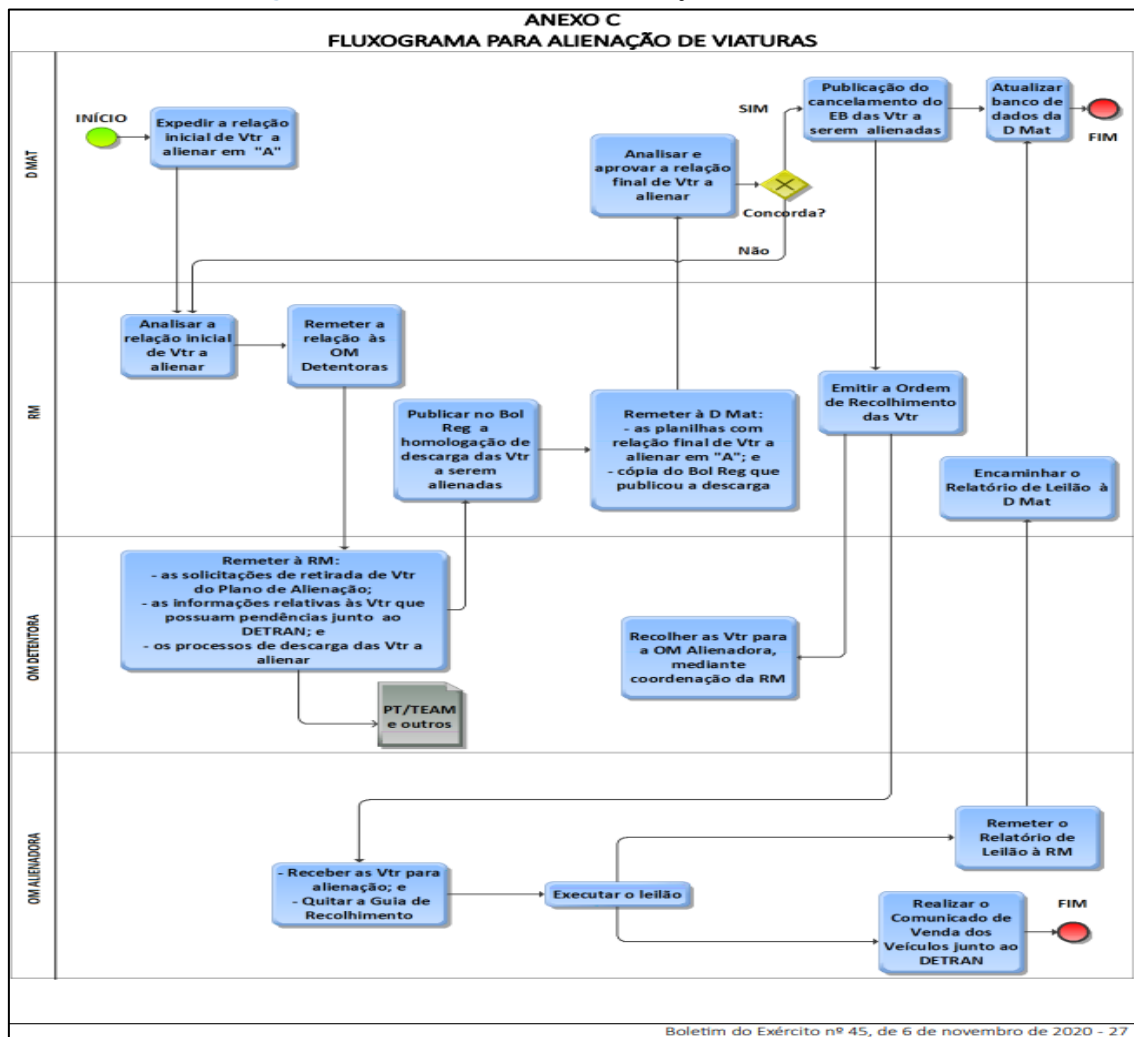 ANEXO C
FLUXOGRAMA PARA ALIENAÇÃO DE VIATURAS
D MAT
INÍCIO
Expedir a relação
inicial de Vtr a
alienar em "A"
Analisar e
aprovar a relação
final de Vtr a
alienar
Concorda?
SIM
Não
Publicação do
cancelamento do
EB das Vtr a
serem alienadas
Atualizar
banco de
dados da
D Mat
FIM
RM
Analisar a
relação inicial
de Vtr a
alienar
Remeter a
relação às
OM
Detentoras
Publicar no Bol
Reg a
homologação de
descarga das Vtr
a serem
alienadas
Remeter à D Mat:
- as planilhas com
relação final de Vtr a
alienar em "A"; e
- cópia do Bol Reg que
publicou a descarga
Emitir a Ordem
de Recolhimento
das Vtr
Encaminhar o
Relatório de Leilão à
D Mat
OM DETENTORA
Remeter à RM:
- as solicitações de retirada de Vtr
do Plano de Alienação;
- as informações relativas às Vtr que
possuam pendências junto ao
DETRAN; e
- os processos de descarga das Vtr a
alienar
PT/TEAM
e outros
Recolher as Vtr para
a OM Alienadora,
mediante
coordenação da RM
OM ALIENADORA
- Receber as Vtr para
alienação; e
- Quitar a Guia de
Recolhimento
Executar o leilão
Remeter o
Relatório de
Leilão à RM
Realizar o
Comunicado de
Venda dos
Veículos junto ao
DETRAN
FIM
Boletim do Exército nº 45, de 6 de novembro de 2020 - 27